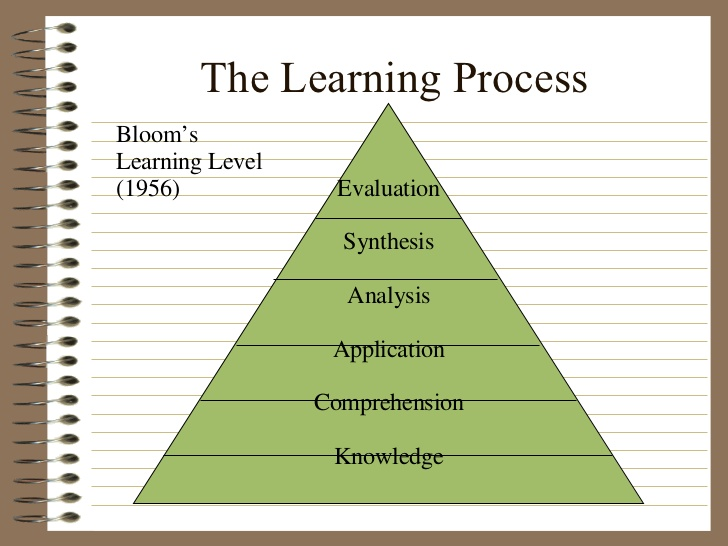 The Learning Process
Bloom’s
Learning Level
(1956)
Evaluation
Synthesis
Analysis
Application
Comprehension
Knowledge